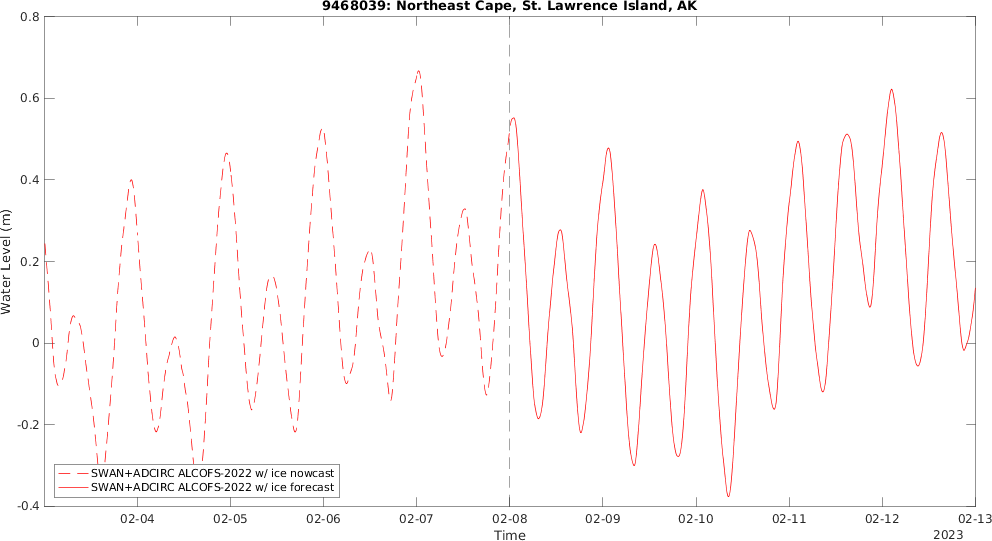 9468039: Northeast Cape, St. Lawrence Island, AK
Water Level (m)
0.8
0.6
0.4
0.2
0
-0.2
-0.4
SWAN+ADCIRC ALCOFS-2022 w/ ice nowcast
SWAN+ADCIRC ALCOFS-2022 w/ ice forecast
02-04 02-05 02-06 02-07 02-08 02-09 02-10 02-11 02-12 02-13
Time
2023